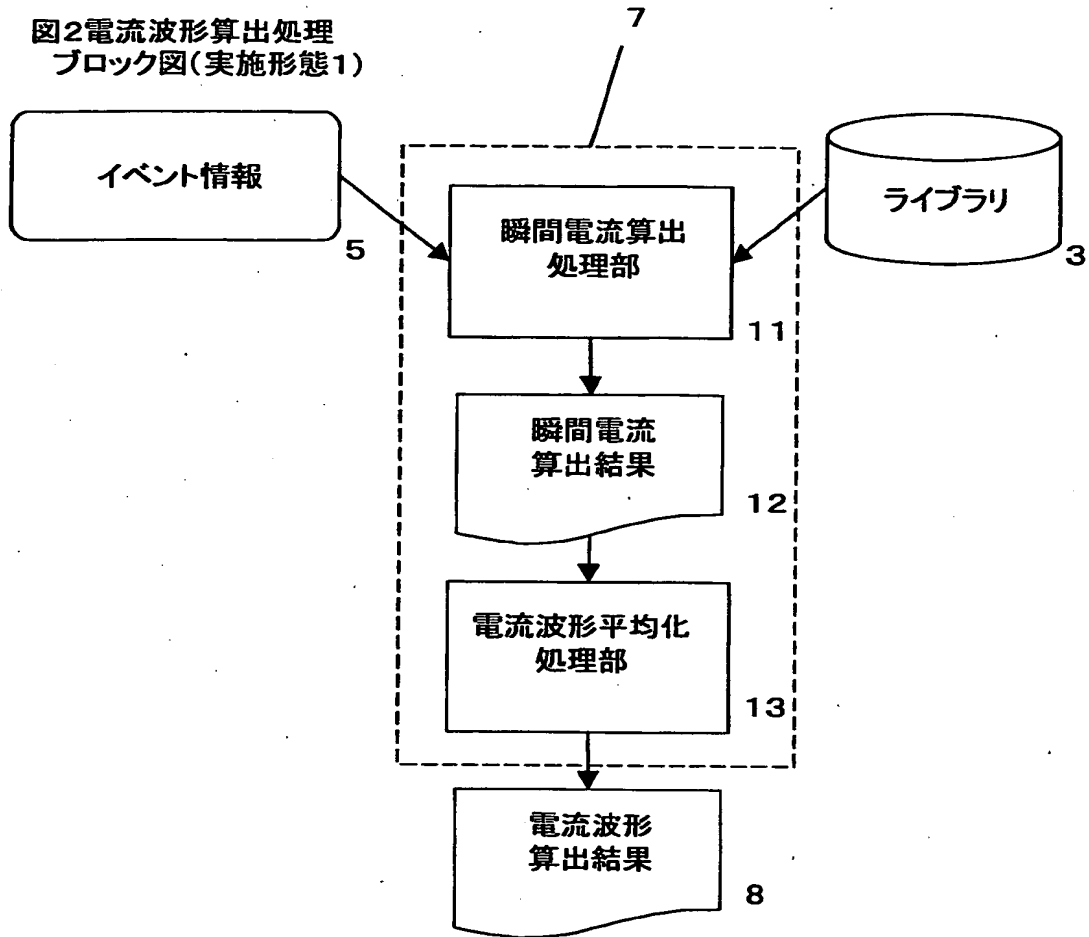 図2電流波形算出処理
ブロック図(実施形態1)
7
イベント情報
5
ライブラリ
3
瞬間電流算出
処理部
11
瞬間電流
算出結果
12
電流波形平均化
処理部
13
電流波形
算出結果
8